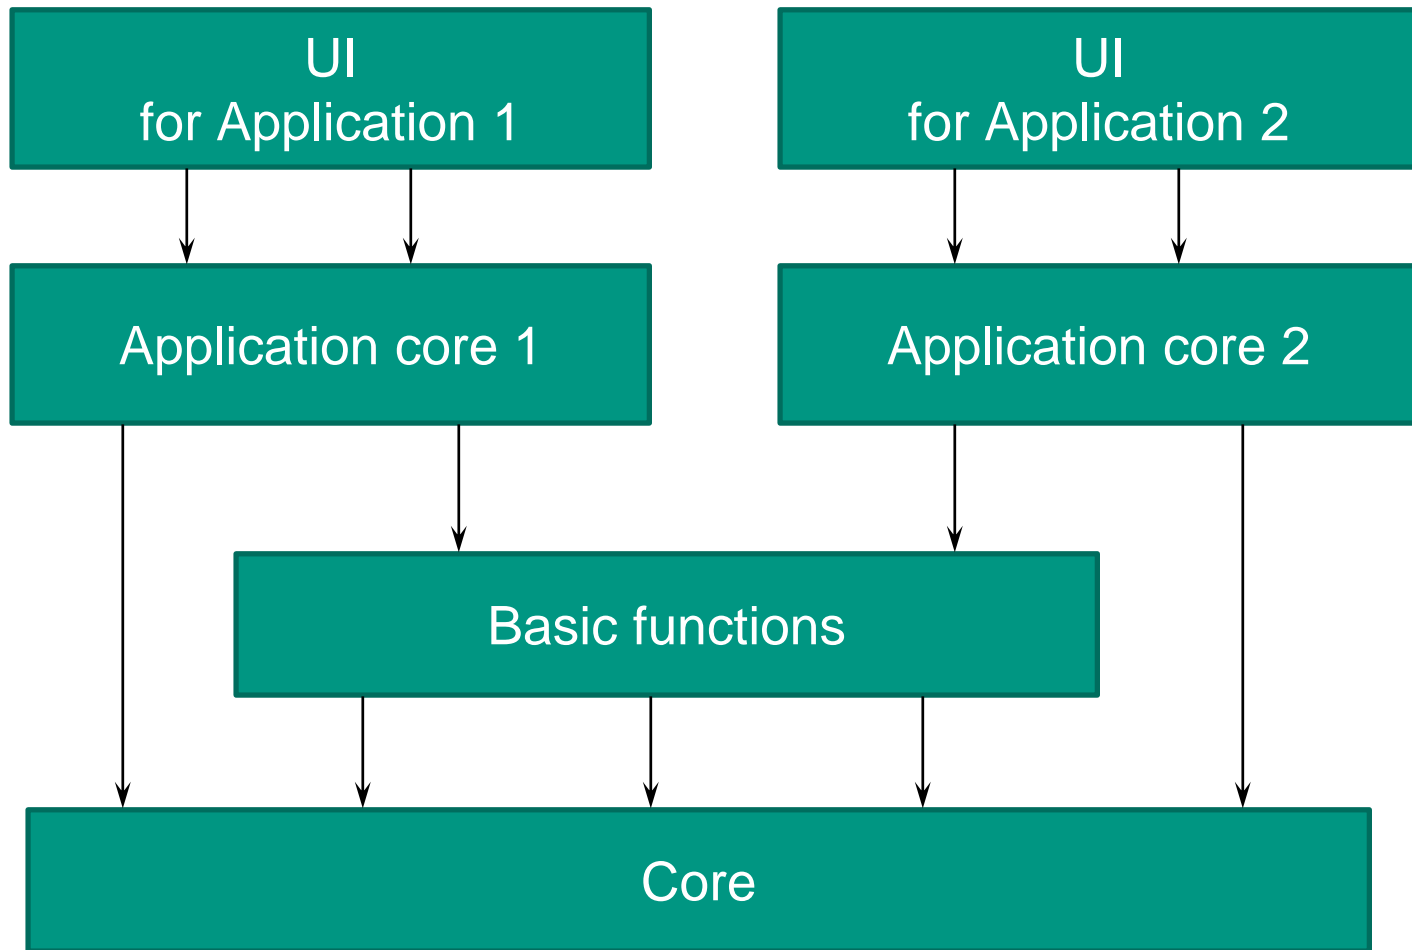 UI
for Application 1
UI
for Application 2
Application core 1
Application core 2
Basic functions
Core